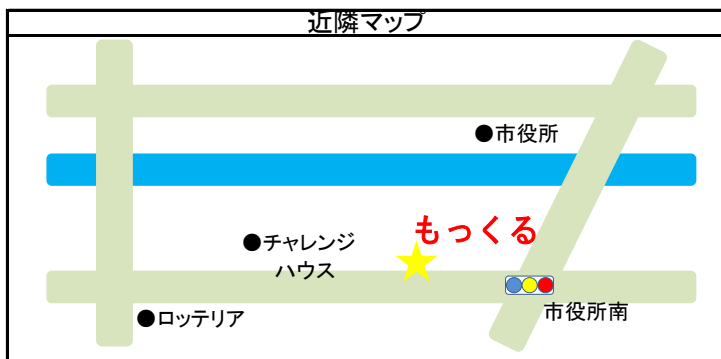 近隣マップ
●市役所
もっくる
●チャレンジ
ハウス
市役所南
●ロッテリア